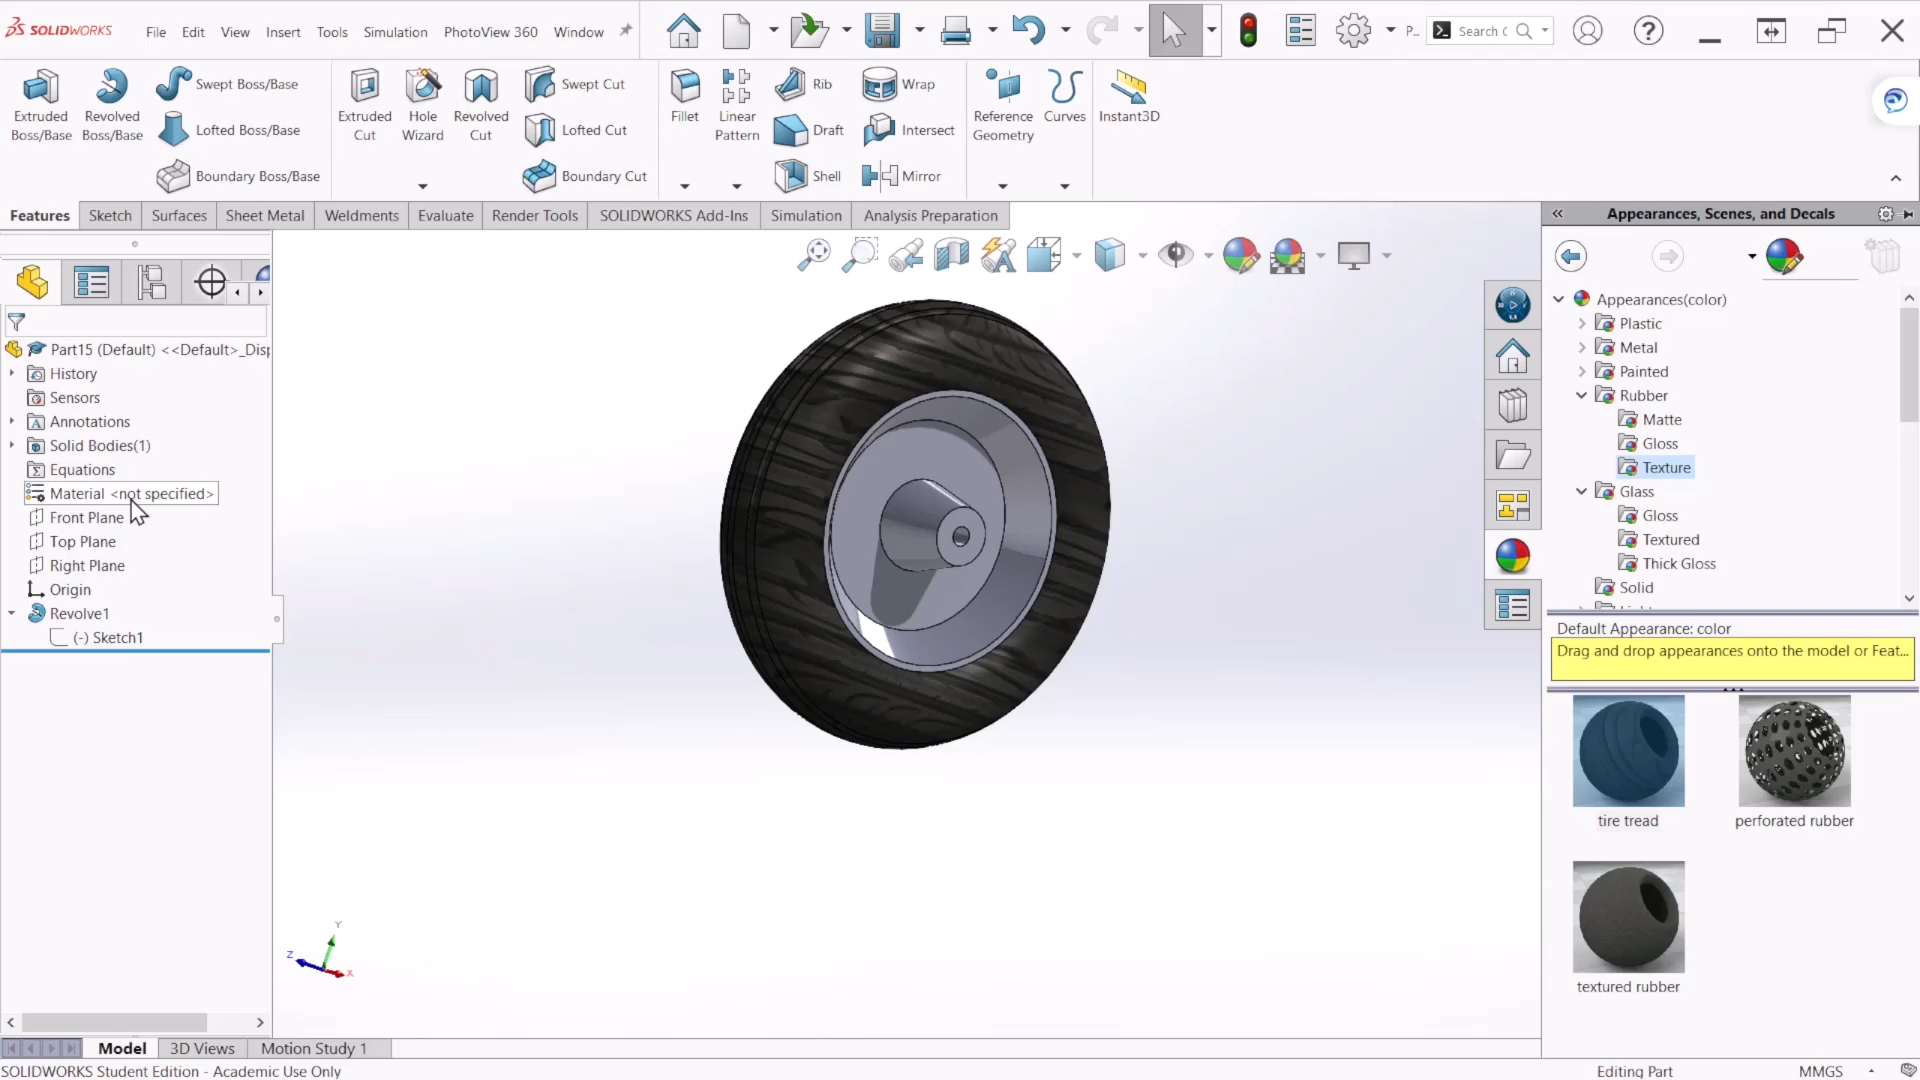 SOLIDWORKS
File Edit View Insert Tools Simulation PhotoView 360 Window
P...
Search C
Extruded Boss/Base
Revolved Boss/Base
Swept Boss/Base
Lofted Boss/Base
Boundary Boss/Base
Extruded Cut
Hole Wizard
Revolved Cut
Swept Cut
Lofted Cut
Boundary Cut
Fillet
Linear Pattern
Rib
Draft
Shell
Wrap
Intersect
Mirror
Reference Geometry
Curves
Instant3D
Features Sketch Surfaces Sheet Metal Weldments Evaluate Render Tools SOLIDWORKS Add-Ins Simulation Analysis Preparation
Part15 (Default) <<Default>_Disp
History
Sensors
Annotations
Solid Bodies(1)
Equations
Material <not specified>
Front Plane
Top Plane
Right Plane
Origin
Revolve1
(-) Sketch1
Y
Z
X
Appearances, Scenes, and Decals
Appearances(color)
Plastic
Metal
Painted
Rubber
Matte
Gloss
Texture
Glass
Gloss
Textured
Thick Gloss
Solid
Default Appearance: color
Drag and drop appearances onto the model or Feat...
tire tread
perforated rubber
textured rubber
Model 3D Views Motion Study 1
SOLIDWORKS Student Edition - Academic Use Only
Editing Part
MMGS